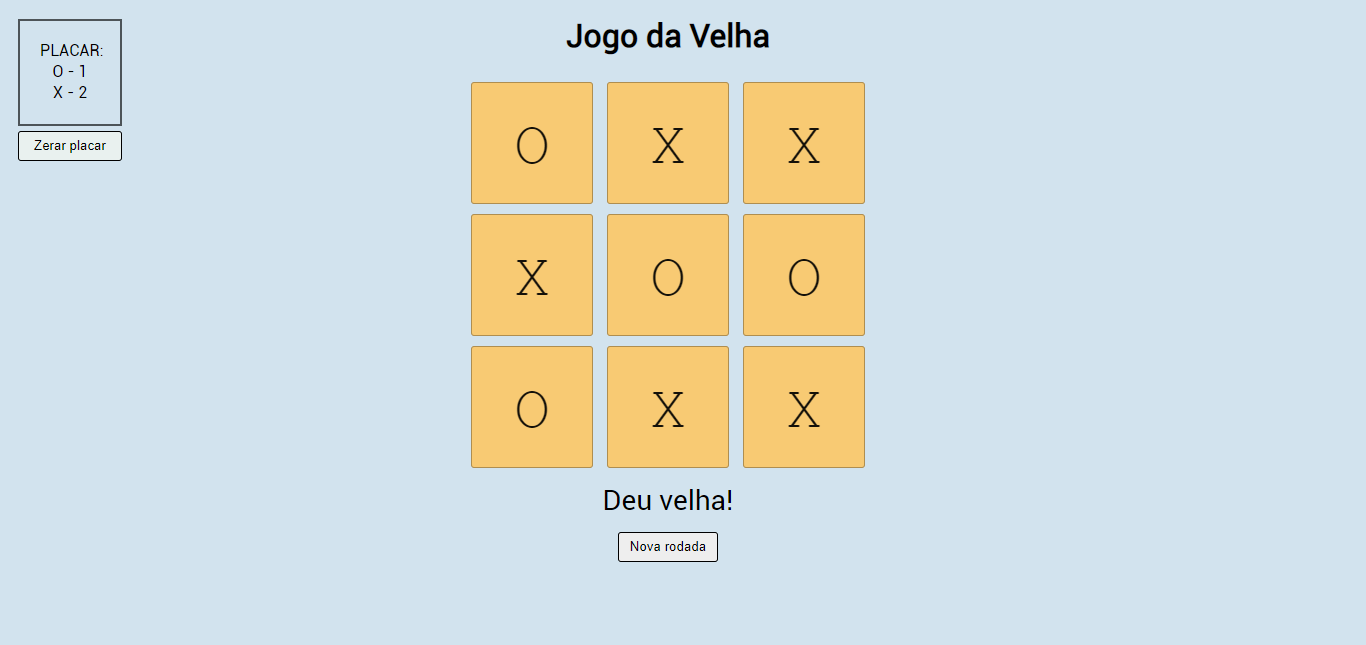 PLACAR:
O - 1
X - 2
Zerar placar
Jogo da Velha
O X X
X O O
O X X
Deu velha!
Nova rodada